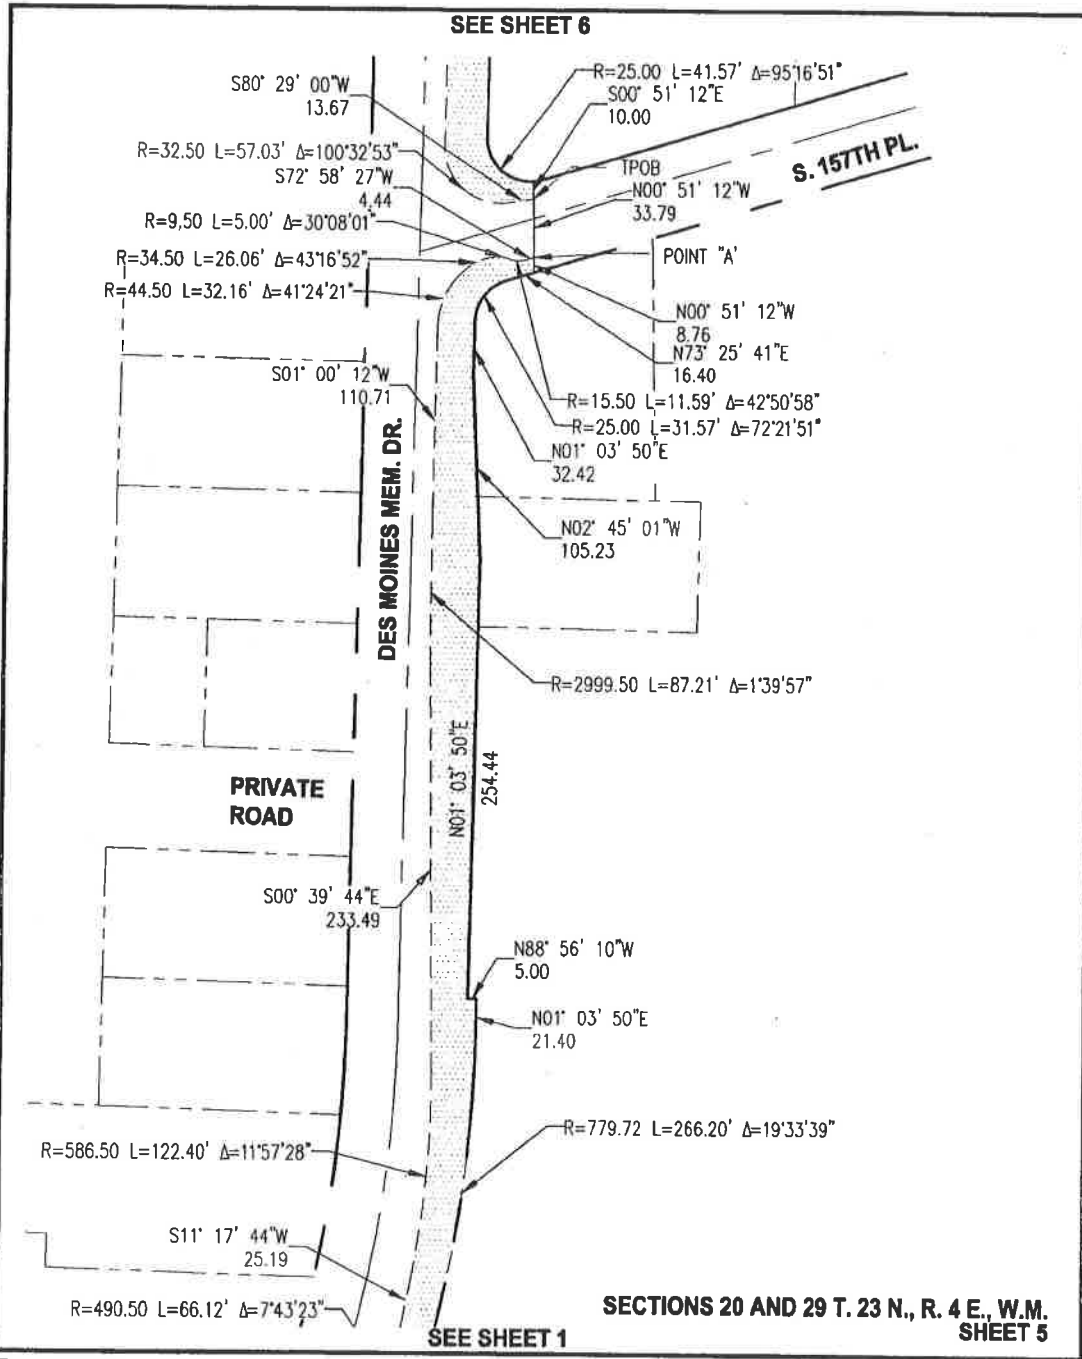 SEE SHEET 6
R=25.00 L=41.57' Δ=95°16'51"
S80° 29' 00"W
13.67
S00° 51' 12"E
10.00
R=32.50 L=57.03' Δ=100°32'53"
TPOB
S. 157TH PL.
S72° 58' 27"W
4.44
N00° 51' 12"W
33.79
R=9.50 L=5.00' Δ=30°08'01"
POINT "A'
R=34.50 L=26.06' Δ=43°16'52"
R=44.50 L=32.16' Δ=41°24'21"
N00° 51' 12"W
8.76
N73° 25' 41"E
16.40
S01° 00' 12"W
110.71
R=15.50 L=11.59' Δ=42°50'58"
R=25.00 L=31.57' Δ=72°21'51"
N01° 03' 50"E
32.42
DES MOINES MEM. DR.
N02° 45' 01"W
105.23
R=2999.50 L=87.21' Δ=1°39'57"
N01° 03' 50"E
254.44
PRIVATE
ROAD
S00° 39' 44"E
233.49
N88° 56' 10"W
5.00
N01° 03' 50"E
21.40
R=779.72 L=266.20' Δ=19°33'39"
R=586.50 L=122.40' Δ=11°57'28"
S11° 17' 44"W
25.19
R=490.50 L=66.12' Δ=7°43'23"
SECTIONS 20 AND 29 T. 23 N., R. 4 E., W.M.
SHEET 5
SEE SHEET 1